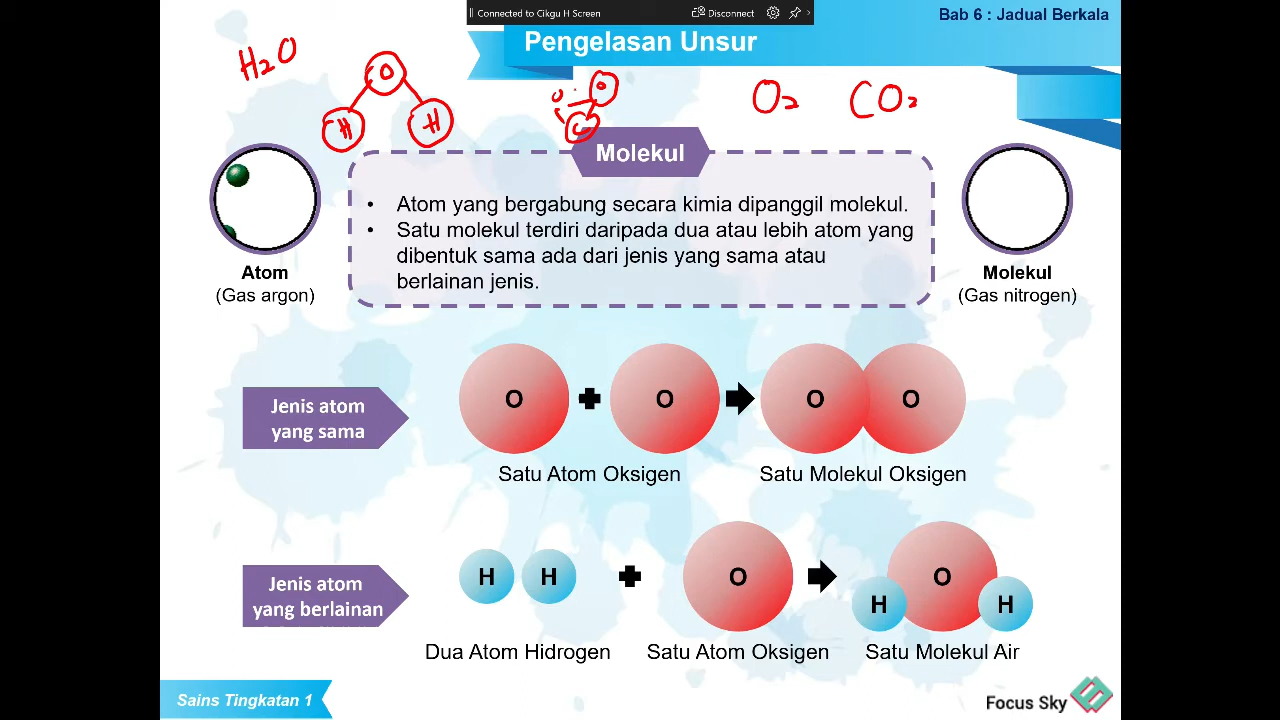 Connected to Cikgu H Screen
Disconnect
Bab 6 : Jadual Berkala
Pengelasan Unsur
H₂O
O
H H
O
C
O₂ CO₂
Molekul
• Atom yang bergabung secara kimia dipanggil molekul.
• Satu molekul terdiri daripada dua atau lebih atom yang
dibentuk sama ada dari jenis yang sama atau
berlainan jenis.
Atom
(Gas argon)
Molekul
(Gas nitrogen)
Jenis atom
yang sama
O O O O
Satu Atom Oksigen Satu Molekul Oksigen
Jenis atom
yang berlainan
H H O H O H
Dua Atom Hidrogen Satu Atom Oksigen Satu Molekul Air
Sains Tingkatan 1
Focus Sky